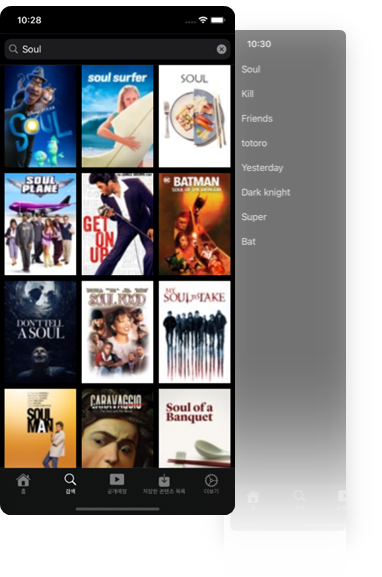 10:28
Soul
SOUL
soul surfer
SOUL
SOUL
PLANE
GET
ON
UP
BATMAN
SOUL OF THE DRAGON
DON'T TELL
A SOUL
SOUL FOOD
MY
SOUL TO TAKE
SOUL
MAN
CARAVAGGIO
Soul of a
Banquet
홈
검색
공개예정
저장한 콘텐츠 목록
더보기
10:30
Soul
Kill
Friends
totoro
Yesterday
Dark knight
Super
Bat